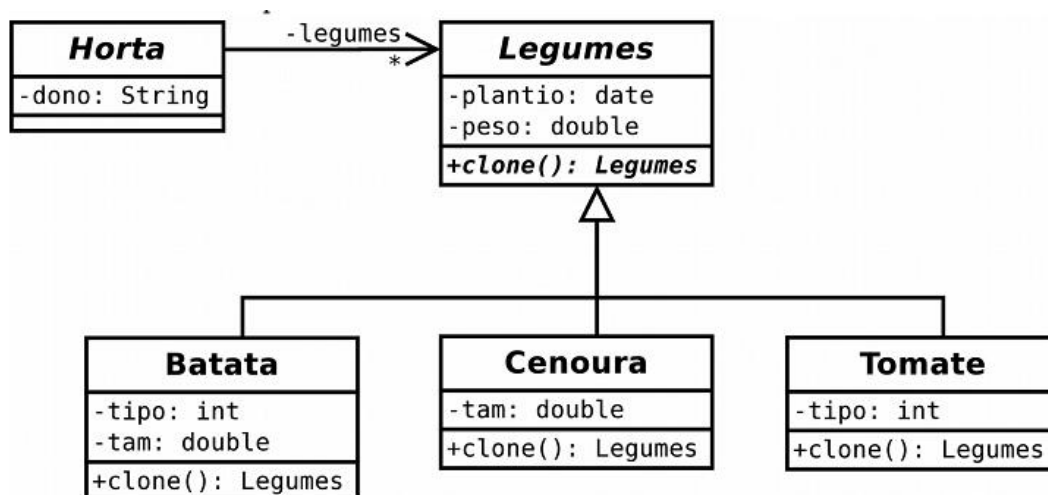 Horta
-dono: String
-legumes
*
Legumes
-plantio: date
-peso: double
+clone(): Legumes
Batata
-tipo: int
-tam: double
+clone(): Legumes
Cenoura
-tam: double
+clone(): Legumes
Tomate
-tipo: int
+clone(): Legumes